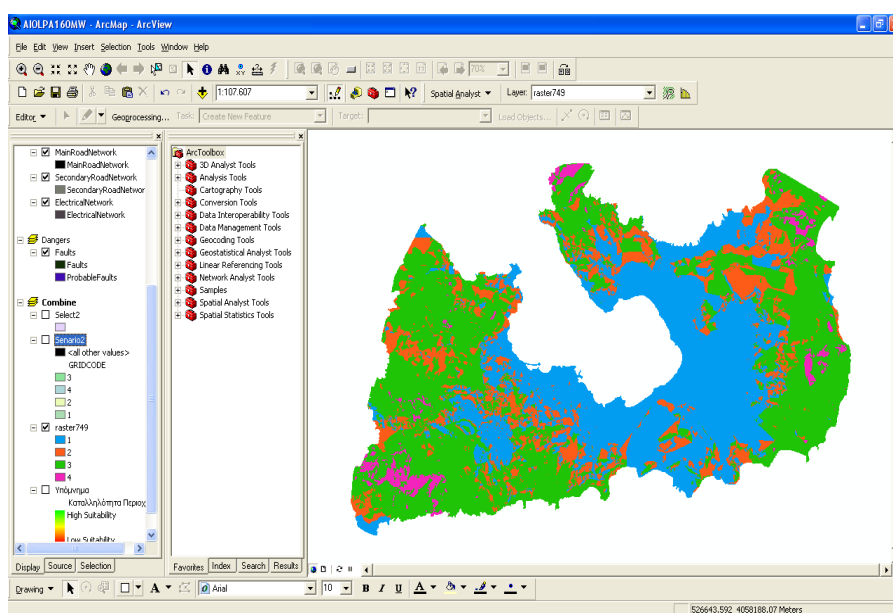 AIOLPA160MW - ArcMap - ArcView
File Edit View Insert Selection Tools Window Help
70%
1:107.607
Spatial Analyst
Layer: raster749
Editor
Geoprocessing...
Task: Create New Feature
Target:
Load Objects...
MainRoadNetwork
MainRoadNetwork
SecondaryRoadNetwork
SecondaryRoadNetwor
ElectricalNetwork
ElectricalNetwork
Dangers
Faults
Faults
ProbableFaults
Combine
Select2
Senario2
<all other values>
GRIDCODE
3
4
2
1
raster749
1
2
3
4
Υπόμνημα
Καταλληλότητα Περιοχ
High Suitability
Low Suitability
Display Source Selection
ArcToolbox
3D Analyst Tools
Analysis Tools
Cartography Tools
Conversion Tools
Data Interoperability Tools
Data Management Tools
Geocoding Tools
Geostatistical Analyst Tools
Linear Referencing Tools
Network Analyst Tools
Samples
Spatial Analyst Tools
Spatial Statistics Tools
Favorites Index Search Results
Drawing
A
Arial
10
B I U A
526643.592 4058188.07 Meters